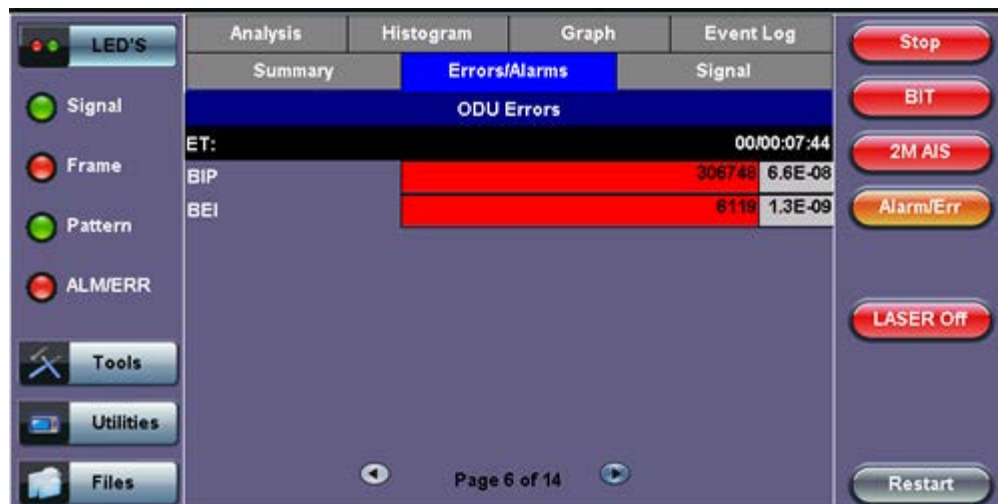 LED'S
Signal
Frame
Pattern
ALM/ERR
Tools
Utilities
Files
Analysis Histogram Graph Event Log
Summary Errors/Alarms Signal
ODU Errors
ET: 00/00:07:44
BIP 306748 6.6E-08
BEI 6119 1.3E-09
Page 6 of 14
Stop
BIT
2M AIS
Alarm/Err
LASER Off
Restart